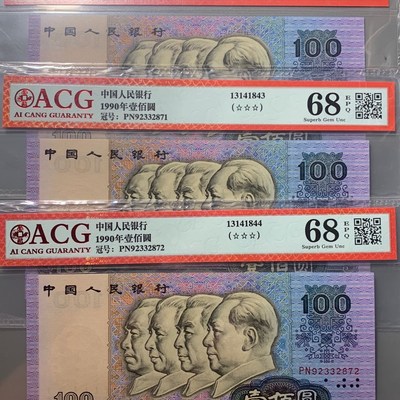 中国人民银行
100
ACG
AI CANG GUARANTY
中国人民银行
1990年壹佰圆
冠号: PN92332871
13141843
(☆☆☆)
68
EPQ
Superb Gem Unc
中国人民银行
100
ACG
AI CANG GUARANTY
中国人民银行
1990年壹佰圆
冠号: PN92332872
13141844
(☆☆☆)
68
EPQ
Superb Gem Unc
中国人民银行
100
PN92332872
100
壹佰圆